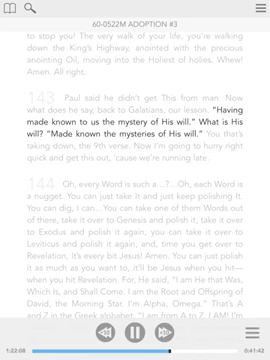 60-0522M ADOPTION #3
to stop you! The very walk of your life, you're walking
down the King's Highway, anointed with the precious
anointing Oil, moving into the Holiest of holies. Whew!
Amen. All right.
143 Paul said he didn't get This from man. Now
what does he say, back to Galatians, our lesson. "Having
made known to us the mystery of His will." What is His
will? "Made known the mysteries of His will." You that's
taking down, the 9th verse. Now I'm going to hurry right
quick and get this out, 'cause we're running late.
144 Oh, every Word is such a...?...Oh, each Word is
a nugget. You can just take It and just keep polishing It.
You can dig, I can... You can take one of them Words out
of there, take it over to Genesis and polish it, take it over
to Exodus and polish it again, you can take it over to
Leviticus and polish it again, and, time you get over to
Revelation, It's every bit Jesus! Amen. You can just polish
it as much as you want to, it'll be Jesus when you hit—
when you hit Revelation. For, He said, "I am He that Was,
Which Is, and Shall Come. I am the Root and Offspring of
David, the Morning Star. I'm Alpha, Omega." That's A
and Z in the Greek alphabet. "I am from A to Z. I AM! I'm
1:22:08
0:41:42